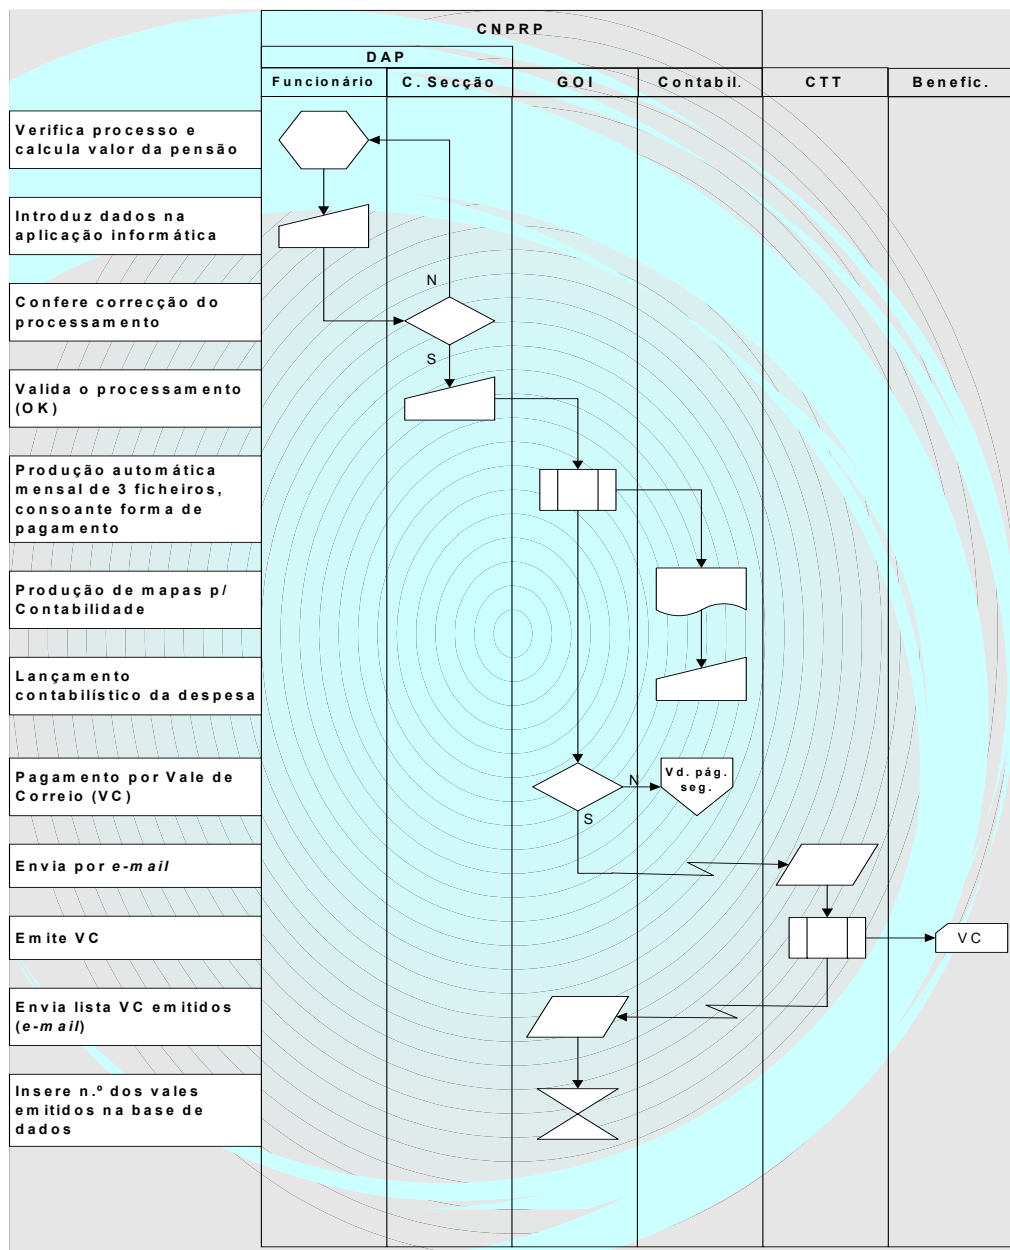 CNPRP
DAP
Funcionário
C. Secção
GOI
Contabil.
CTT
Benefic.
Verifica processo e
calcula valor da pensão
Introduz dados na
aplicação informática
N
Confere correcção do
processamento
S
Valida o processamento
(OK)
Produção automática
mensal de 3 ficheiros,
consoante forma de
pagamento
Produção de mapas p/
Contabilidade
Lançamento
contabilístico da despesa
Pagamento por Vale de
Correio (VC)
N
Vd. pág.
seg.
S
Envia por e-mail
Emite VC
VC
Envia lista VC emitidos
(e-mail)
Insere n.º dos vales
emitidos na base de
dados